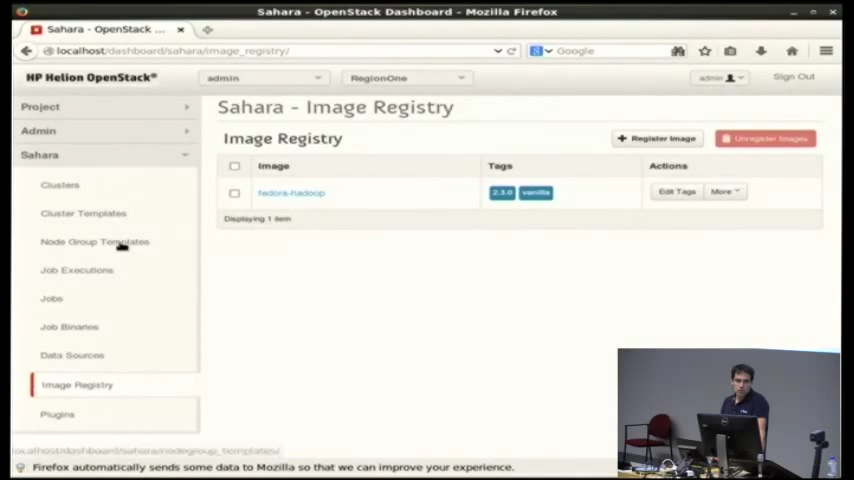 Sahara - OpenStack Dashboard - Mozilla Firefox
Sahara - OpenStack Dashboard ...
localhost/dashboard/sahara/image_registry/
Google
HP Helion OpenStack®
admin
RegionOne
admin
Sign Out
Project
Admin
Sahara
Clusters
Cluster Templates
Node Group Templates
Job Executions
Jobs
Job Binaries
Data Sources
Image Registry
Plugins
Sahara - Image Registry
Image Registry
+ Register Image
Unregister Images
Image
Tags
Actions
fedora-hadoop
2.3.0
vanilla
Edit Tags
More
Displaying 1 item
localhost/dashboard/sahara/nodegroup_templates/
Firefox automatically sends some data to Mozilla so that we can improve your experience.